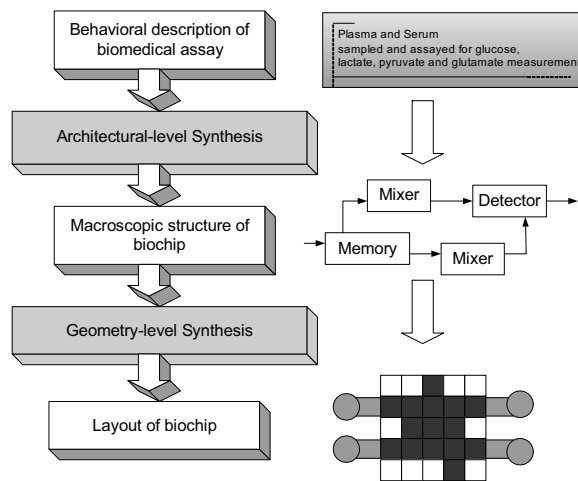 Behavioral description of
biomedical assay
Architectural-level Synthesis
Macroscopic structure of
biochip
Geometry-level Synthesis
Layout of biochip
Plasma and Serum
sampled and assayed for glucose,
lactate, pyruvate and glutamate measurement
Mixer
Detector
Memory
Mixer